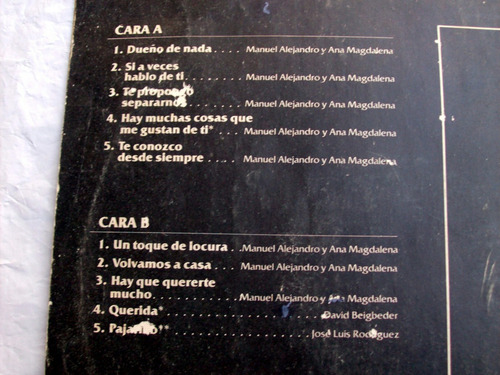 CARA A
1. Dueño de nada . . . . Manuel Alejandro y Ana Magdalena
2. Si a veces
hablo de ti . . . . . . . . Manuel Alejandro y Ana Magdalena
3. Te propongo
separarnos . . . . . . . Manuel Alejandro y Ana Magdalena
4. Hay muchas cosas que
me gustan de ti* . . . Manuel Alejandro y Ana Magdalena
5. Te conozco
desde siempre . . . . Manuel Alejandro y Ana Magdalena
CARA B
1. Un toque de locura . . Manuel Alejandro y Ana Magdalena
2. Volvamos a casa . . . Manuel Alejandro y Ana Magdalena
3. Hay que quererte
mucho . . . . . . . . . . Manuel Alejandro y Ana Magdalena
4. Querida* . . . . . . . . . . . . . . . . . . . David Beigbeder
5. Pajarillo** . . . . . . . . . . . . . . . . José Luis Rodríguez